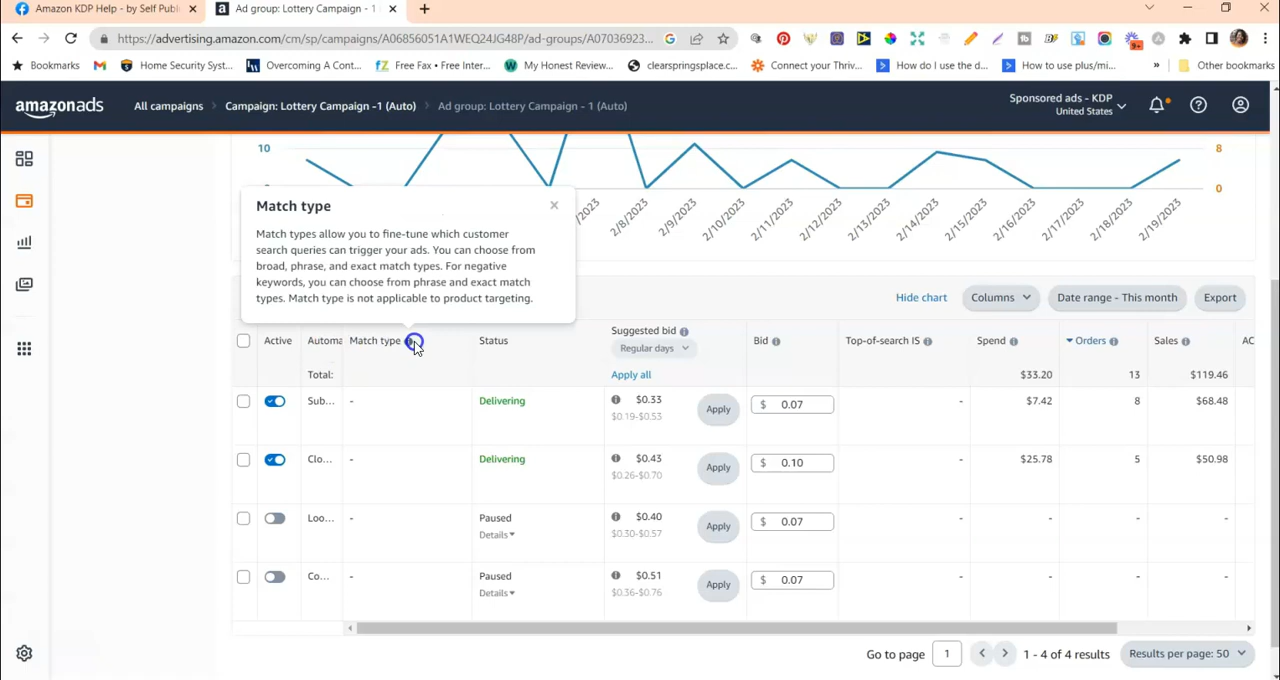 Amazon KDP Help - by Self Publi
Ad group: Lottery Campaign - 1
https://advertising.amazon.com/cm/sp/campaigns/A06856051A1WEQ24JG48P/ad-groups/A07036923...
Bookmarks
Home Security Syst...
Overcoming A Cont...
Free Fax • Free Inter...
My Honest Review...
clearspringsplace.c...
Connect your Thriv...
How do I use the d...
How to use plus/mi...
»
Other bookmarks
amazonads
All campaigns > Campaign: Lottery Campaign -1 (Auto) > Ad group: Lottery Campaign - 1 (Auto)
Sponsored ads - KDP
United States
10
8
0
2/8/2023
2/9/2023
2/10/2023
2/11/2023
2/12/2023
2/13/2023
2/14/2023
2/15/2023
2/16/2023
2/17/2023
2/18/2023
2/19/2023
Match type
Match types allow you to fine-tune which customer
search queries can trigger your ads. You can choose from
broad, phrase, and exact match types. For negative
keywords, you can choose from phrase and exact match
types. Match type is not applicable to product targeting.
Hide chart
Columns
Date range - This month
Export
Active Automa Match type Status Suggested bid Bid Top-of-search IS Spend Orders Sales AC
Regular days
Total: Apply all $33.20 13 $119.46
Sub... - Delivering $0.33 Apply $ 0.07 - $7.42 8 $68.48
$0.19-$0.53
Clo... - Delivering $0.43 Apply $ 0.10 - $25.78 5 $50.98
$0.26-$0.70
Loo... - Paused $0.40 Apply $ 0.07 - - - -
Details $0.30-$0.57
Co... - Paused $0.51 Apply $ 0.07 - - - -
Details $0.36-$0.76
Go to page 1 1 - 4 of 4 results Results per page: 50